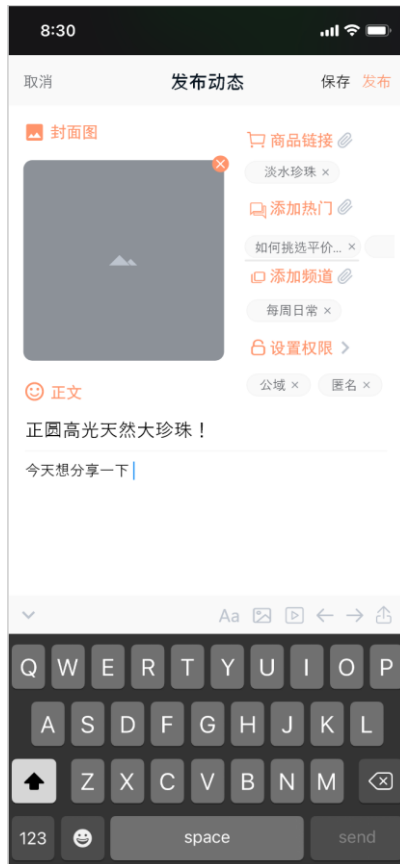 8:30
取消 发布动态 保存 发布
封面图
商品链接
淡水珍珠 ×
添加热门
如何挑选平价... ×
添加频道
每周日常 ×
设置权限
公域 × 匿名 ×
正文
正圆高光天然大珍珠！
今天想分享一下
Aa
Q W E R T Y U I O P
A S D F G H J K L
Z X C V B N M
123 space send